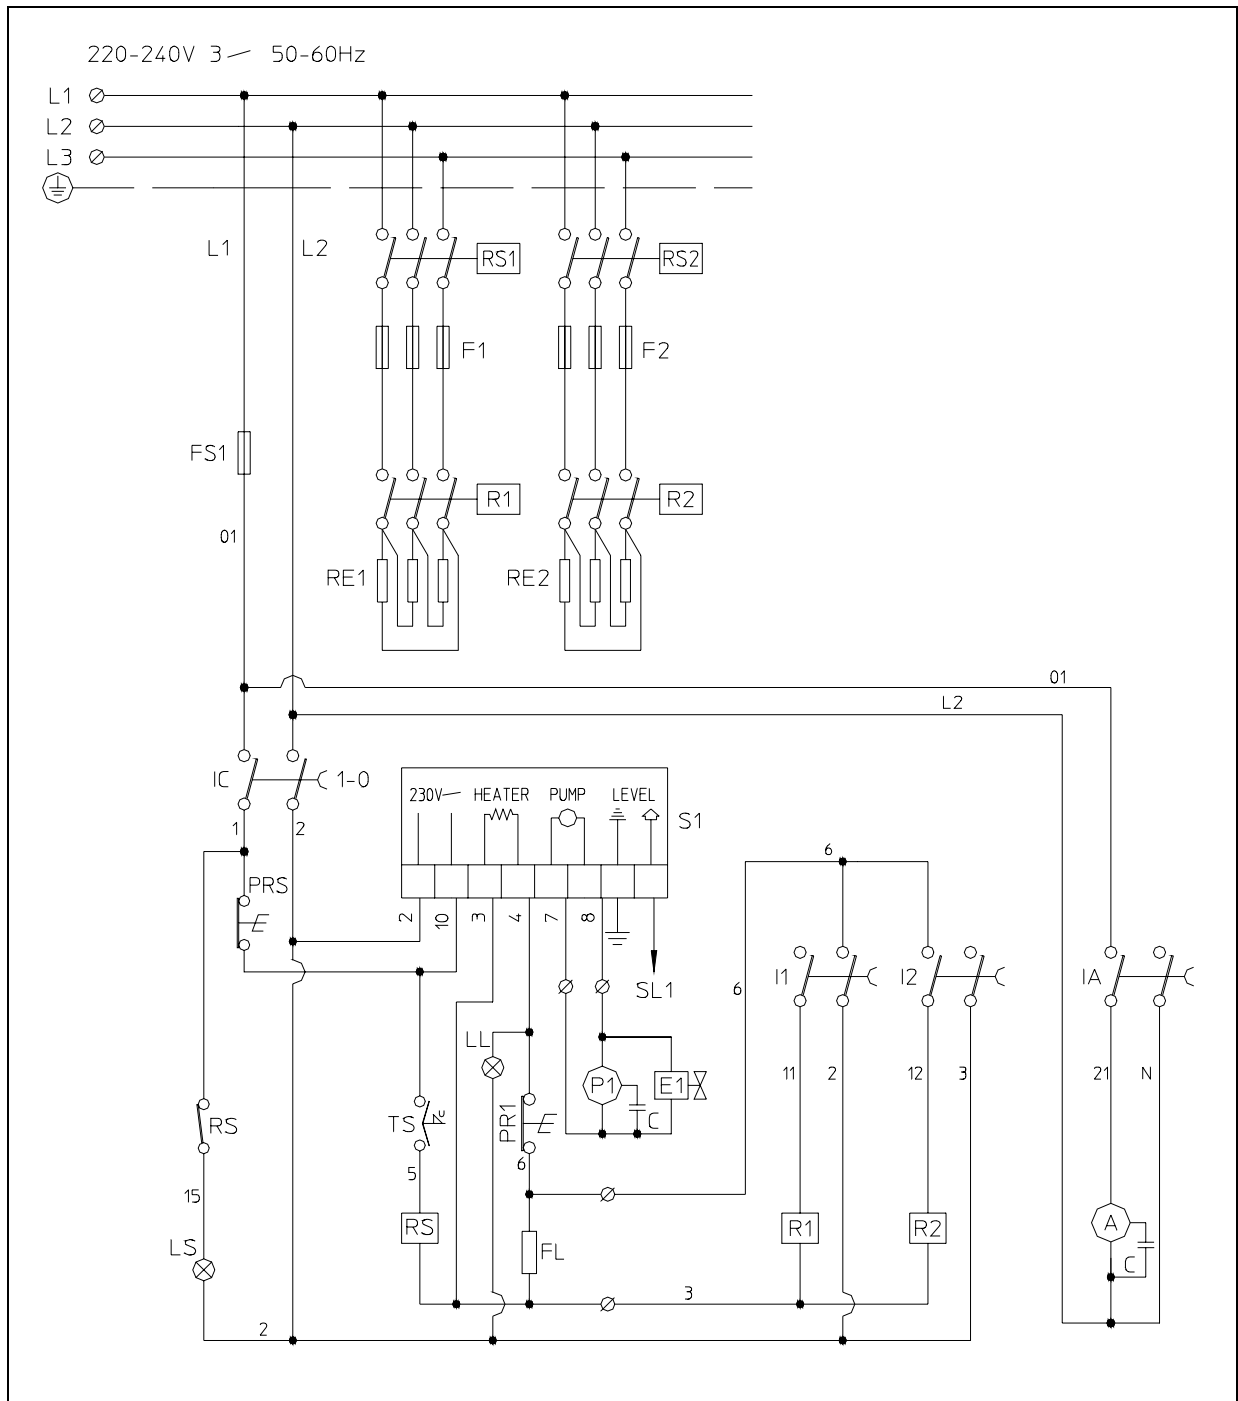 220-240V 3~ 50-60Hz
L1
L2
L3
L1 L2 RS1 RS2
F1 F2
FS1
R1 R2
01
RE1 RE2
01
L2
IC 1-0
230V~ HEATER PUMP LEVEL
S1
1 2
6
PRS
2 10 3 4 7 8
I1 I2 IA
SL1
6
LL
11 2 12 3 21 N
P1 E1
RS TS PR1 C
6
5
15
RS R1 R2 A
LS FL C
3
2